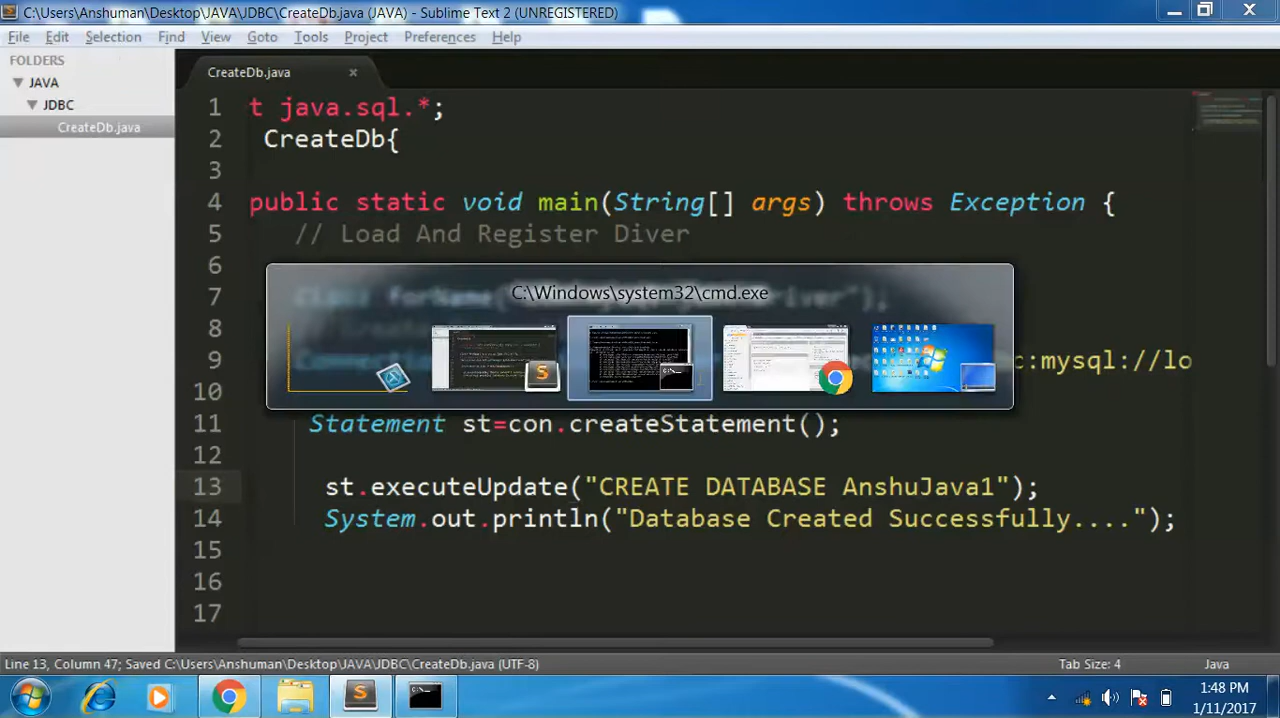 C:\Users\Anshuman\Desktop\JAVA\JDBC\CreateDb.java (JAVA) - Sublime Text 2 (UNREGISTERED)
File Edit Selection Find View Goto Tools Project Preferences Help
FOLDERS
JAVA
JDBC
CreateDb.java
CreateDb.java
1 t java.sql.*;
2 CreateDb{
3
4 public static void main(String[] args) throws Exception {
5 // Load And Register Diver
6
C:\Windows\system32\cmd.exe
7 Class forName
8
9 c:mysql://lo
10
11 Statement st=con.createStatement();
12
13 st.executeUpdate("CREATE DATABASE AnshuJava1");
14 System.out.println("Database Created Successfully....");
15
16
17
Line 13, Column 47; Saved C:\Users\Anshuman\Desktop\JAVA\JDBC\CreateDb.java (UTF-8)
Tab Size: 4
Java
1:48 PM
1/11/2017